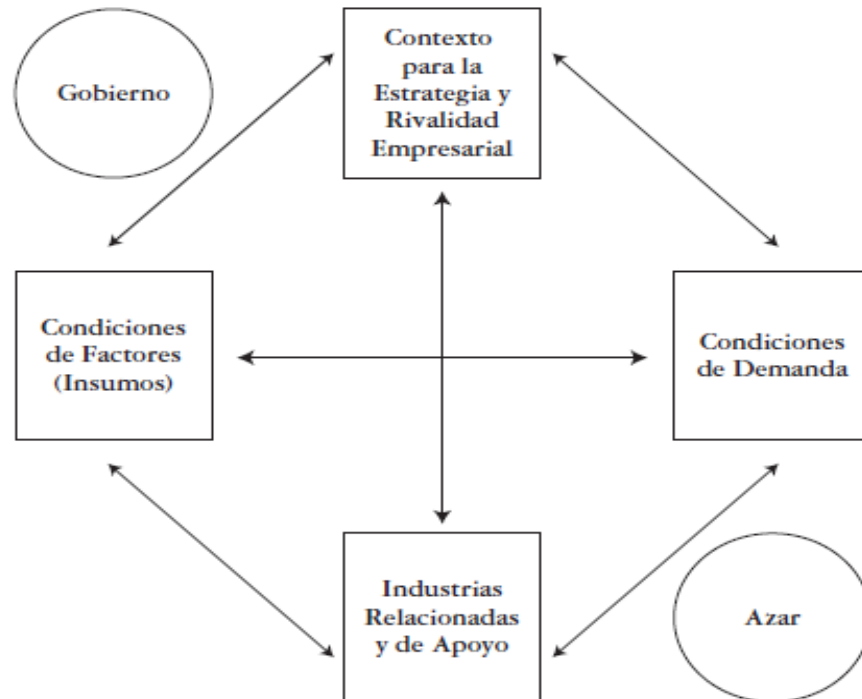 Contexto
para la
Estrategia y
Rivalidad
Empresarial
Gobierno
Condiciones
de Factores
(Insumos)
Condiciones
de Demanda
Industrias
Relacionadas
y de Apoyo
Azar